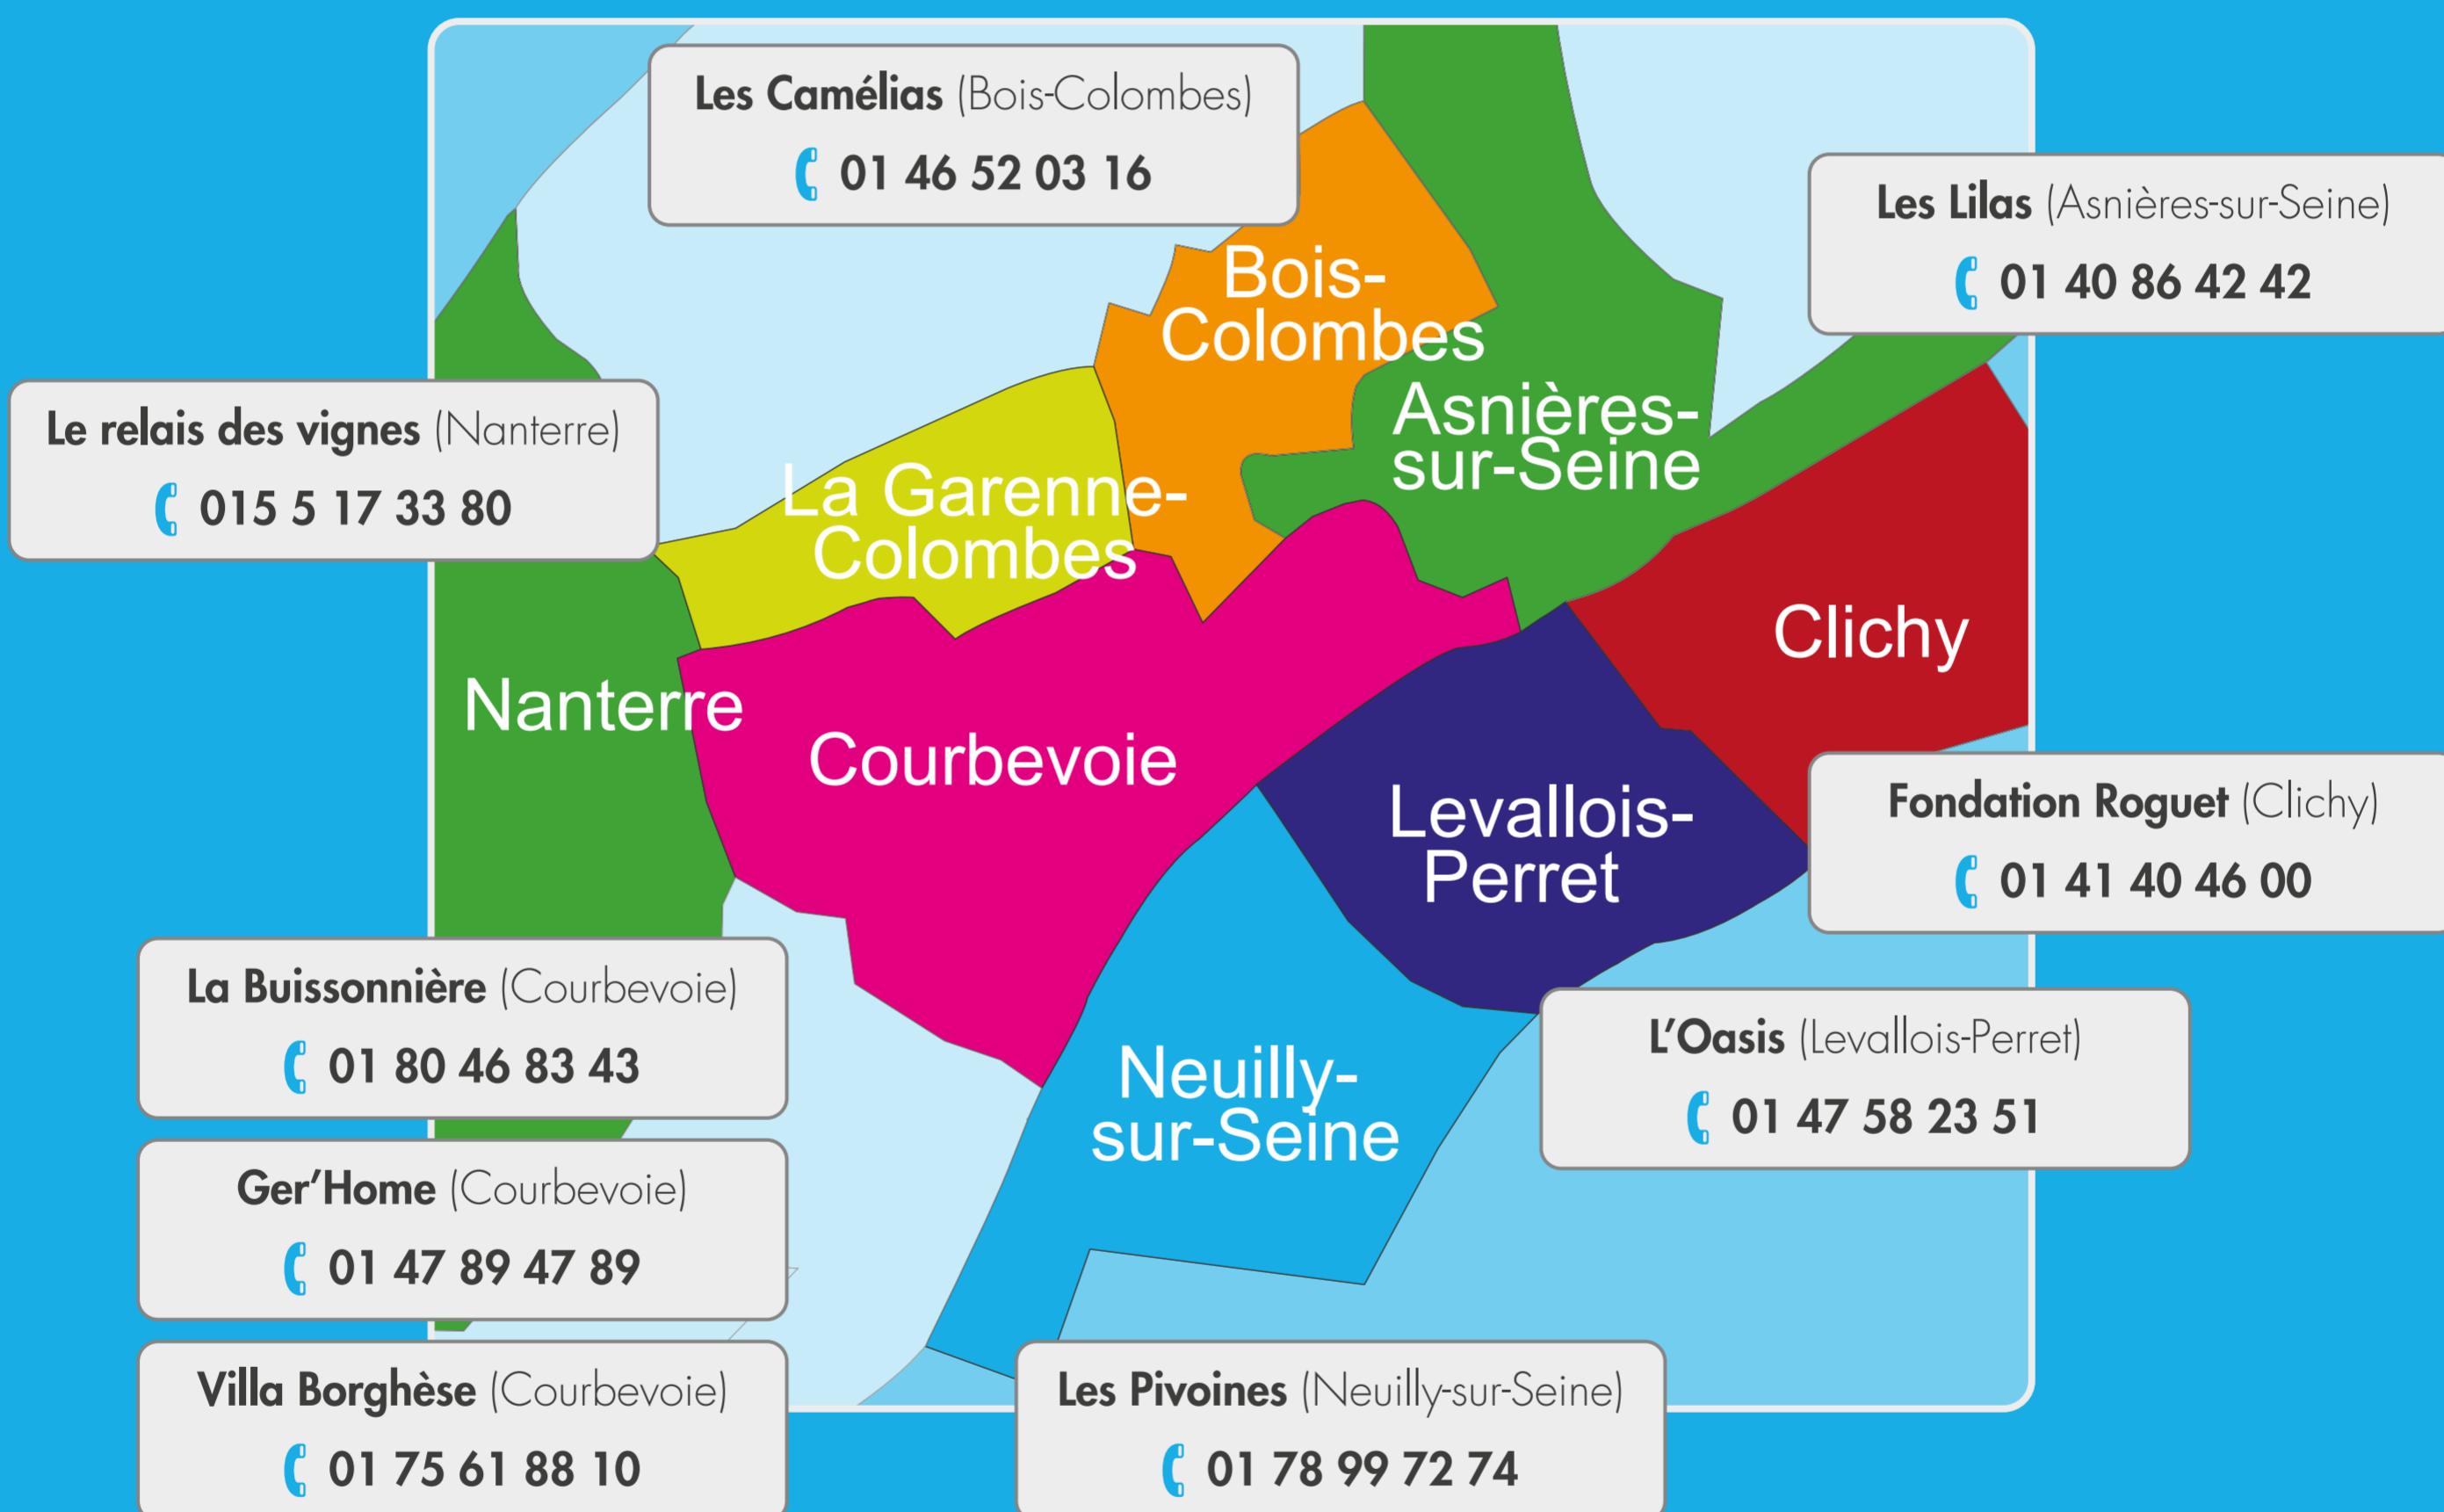 Les Camélias (Bois-Colombes)
01 46 52 03 16
Les Lilas (Asnières-sur-Seine)
01 40 86 42 42
Bois-
Colombes
Le relais des vignes (Nanterre)
015 5 17 33 80
Asnières-
sur-Seine
La Garenne-
Colombes
Clichy
Nanterre
Courbevoie
Levallois-
Perret
Fondation Roguet (Clichy)
01 41 40 46 00
La Buissonnière (Courbevoie)
01 80 46 83 43
L'Oasis (Levallois-Perret)
01 47 58 23 51
Neuilly-
sur-Seine
Ger'Home (Courbevoie)
01 47 89 47 89
Villa Borghèse (Courbevoie)
01 75 61 88 10
Les Pivoines (Neuilly-sur-Seine)
01 78 99 72 74